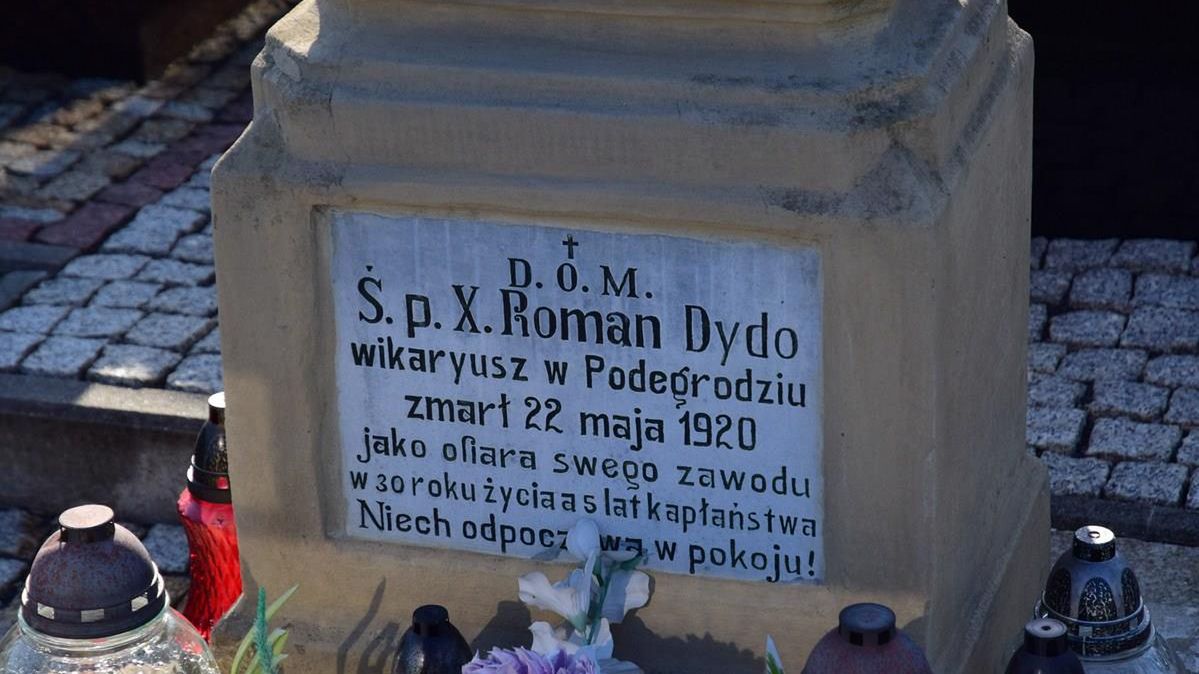 D. O. M.
Ś. p. X. Roman Dydo
wikaryusz w Podegrodziu
zmarł 22 maja 1920
jako ofiara swego zawodu
w 30 roku życia a 5 lat kapłaństwa
Niech odpoczywa w pokoju!